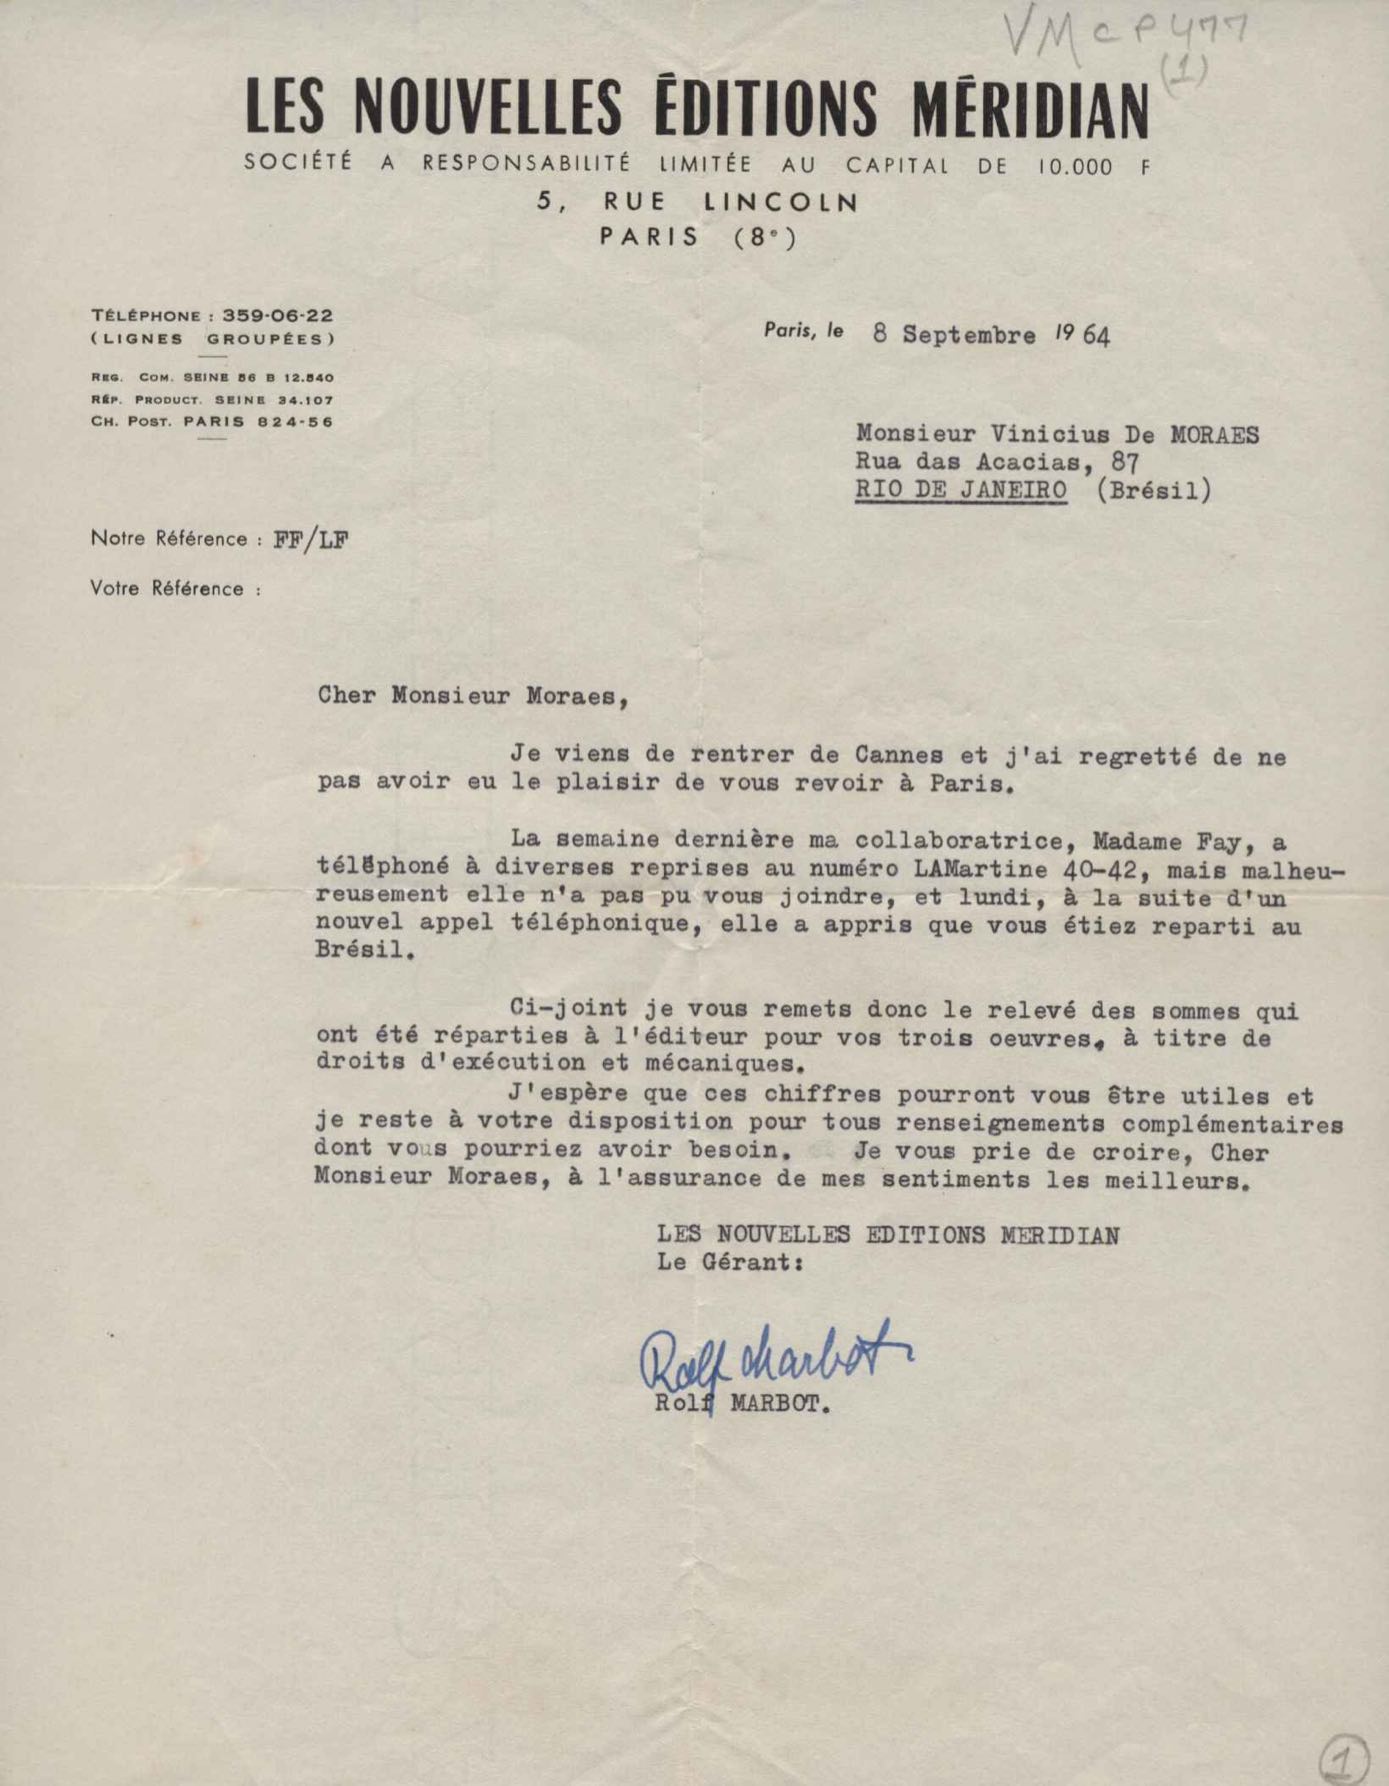 VMcP477
(1)
LES NOUVELLES ÉDITIONS MÉRIDIAN
SOCIÉTÉ A RESPONSABILITÉ LIMITÉE AU CAPITAL DE 10.000 F
5, RUE LINCOLN
PARIS (8e)
TÉLÉPHONE : 359-06-22
(LIGNES GROUPÉES)
REG. COM. SEINE 56 B 12.840
RÉP. PRODUCT. SEINE 34.107
CH. POST. PARIS 824-56
Paris, le 8 Septembre 1964
Monsieur Vinicius De MORAES
Rua das Acacias, 87
RIO DE JANEIRO (Brésil)
Notre Référence : FF/LF
Votre Référence :
Cher Monsieur Moraes,
Je viens de rentrer de Cannes et j'ai regretté de ne
pas avoir eu le plaisir de vous revoir à Paris.
La semaine dernière ma collaboratrice, Madame Fay, a
téléphoné à diverses reprises au numéro LAMartine 40-42, mais malheu-
reusement elle n'a pas pu vous joindre, et lundi, à la suite d'un
nouvel appel téléphonique, elle a appris que vous étiez reparti au
Brésil.
Ci-joint je vous remets donc le relevé des sommes qui
ont été réparties à l'éditeur pour vos trois oeuvres, à titre de
droits d'exécution et mécaniques.
J'espère que ces chiffres pourront vous être utiles et
je reste à votre disposition pour tous renseignements complémentaires
dont vous pourriez avoir besoin. Je vous prie de croire, Cher
Monsieur Moraes, à l'assurance de mes sentiments les meilleurs.
LES NOUVELLES EDITIONS MERIDIAN
Le Gérant:
Rolf Marbot
Rolf MARBOT.
1